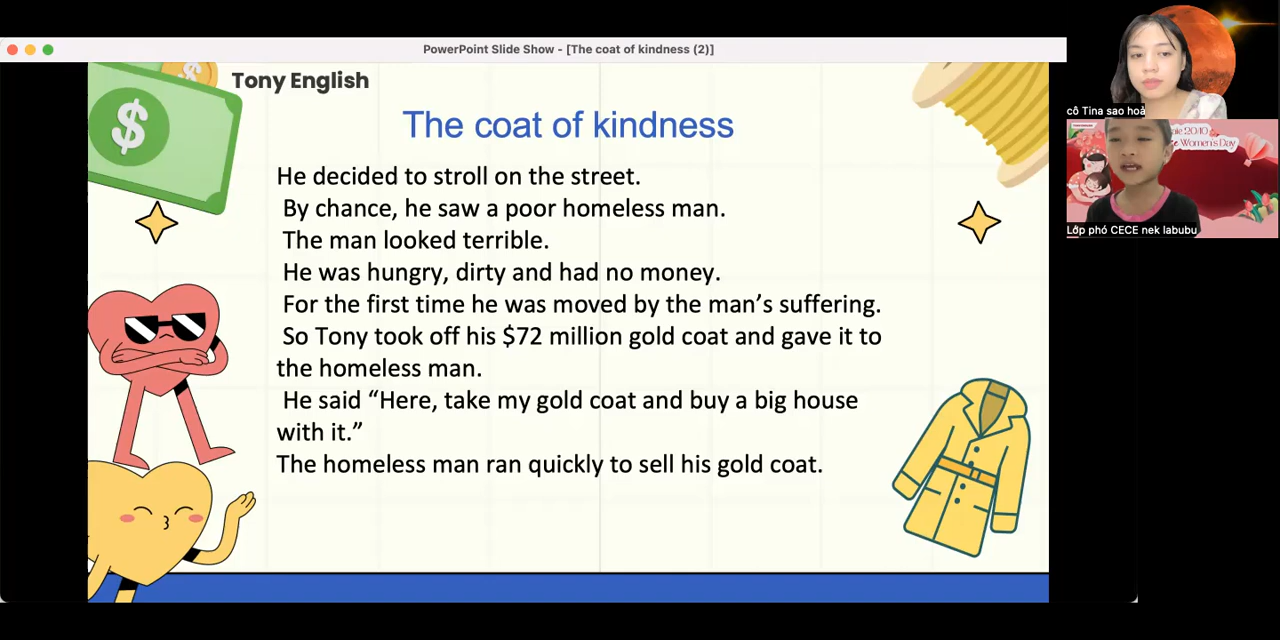 PowerPoint Slide Show - [The coat of kindness (2)]
Tony English
The coat of kindness
He decided to stroll on the street.
By chance, he saw a poor homeless man.
The man looked terrible.
He was hungry, dirty and had no money.
For the first time he was moved by the man’s suffering.
So Tony took off his $72 million gold coat and gave it to
the homeless man.
He said “Here, take my gold coat and buy a big house
with it.”
The homeless man ran quickly to sell his gold coat.
$
$
cô Tina sao hoả
20/10
Women's Day
Lớp phó CECE nek labubu